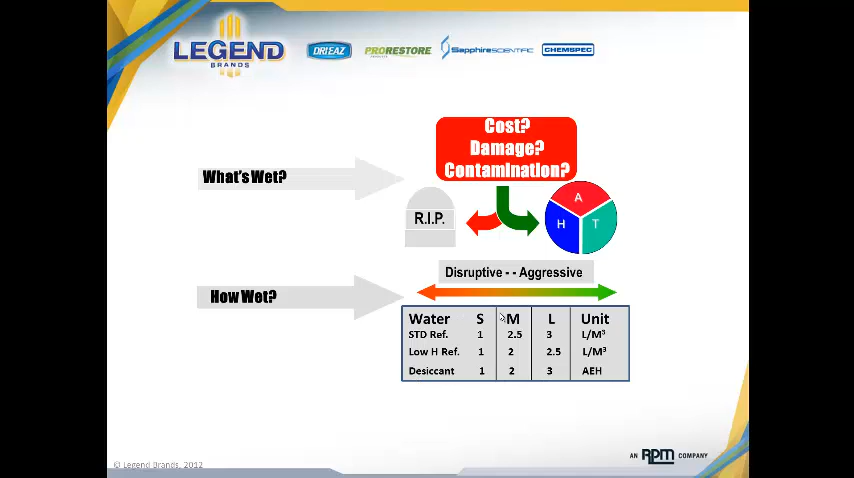 LEGEND
BRANDS
DRIEAZ
PRORESTORE
PRODUCTS
SAPPHIRESCIENTIFIC
CHEMSPEC
Cost?
Damage?
Contamination?
What's Wet?
R.I.P.
A
H T
Disruptive - - Aggressive
How Wet?
Water S M L Unit
STD Ref. 1 2.5 3 L/M³
Low H Ref. 1 2 2.5 L/M³
Desiccant 1 2 3 AEH
© Legend Brands, 2012
AN RPM COMPANY